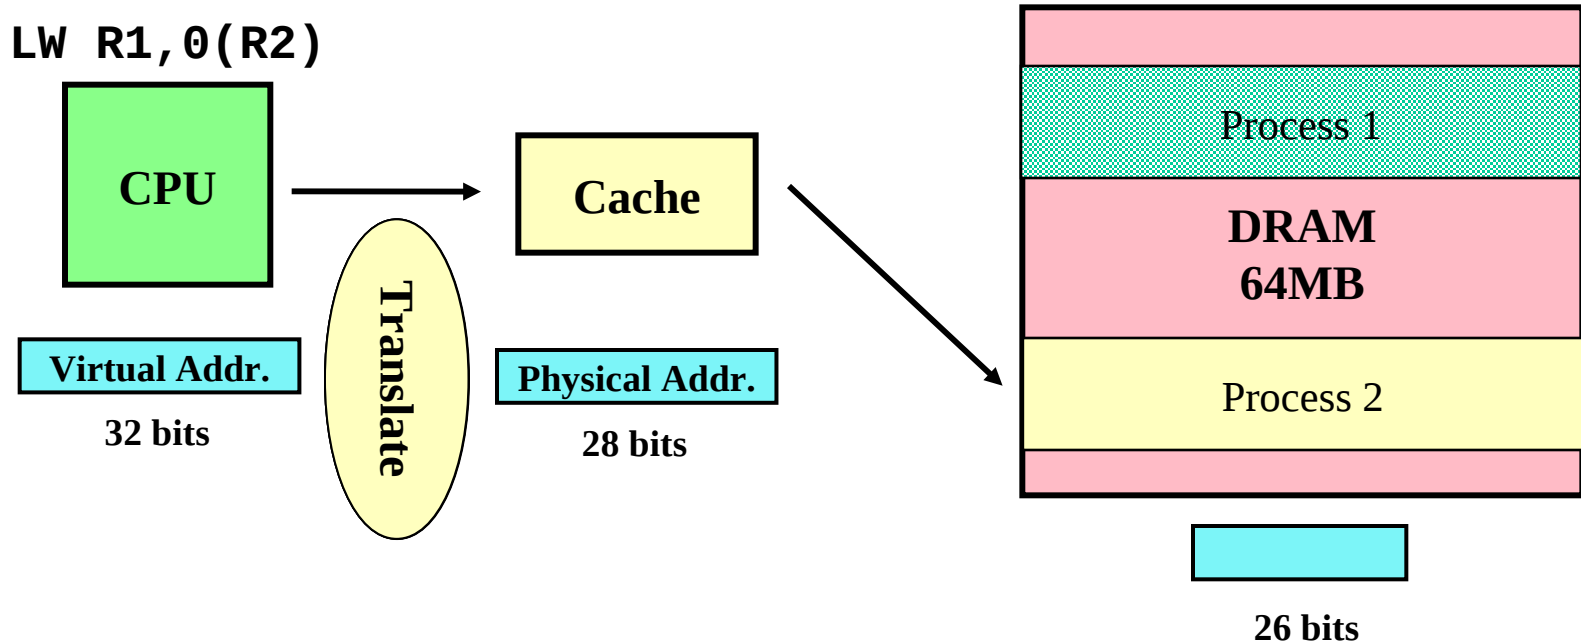 LW R1,0(R2)
CPU
Cache
Translate
Virtual Addr.
32 bits
Physical Addr.
28 bits
Process 1
DRAM
64MB
Process 2
26 bits